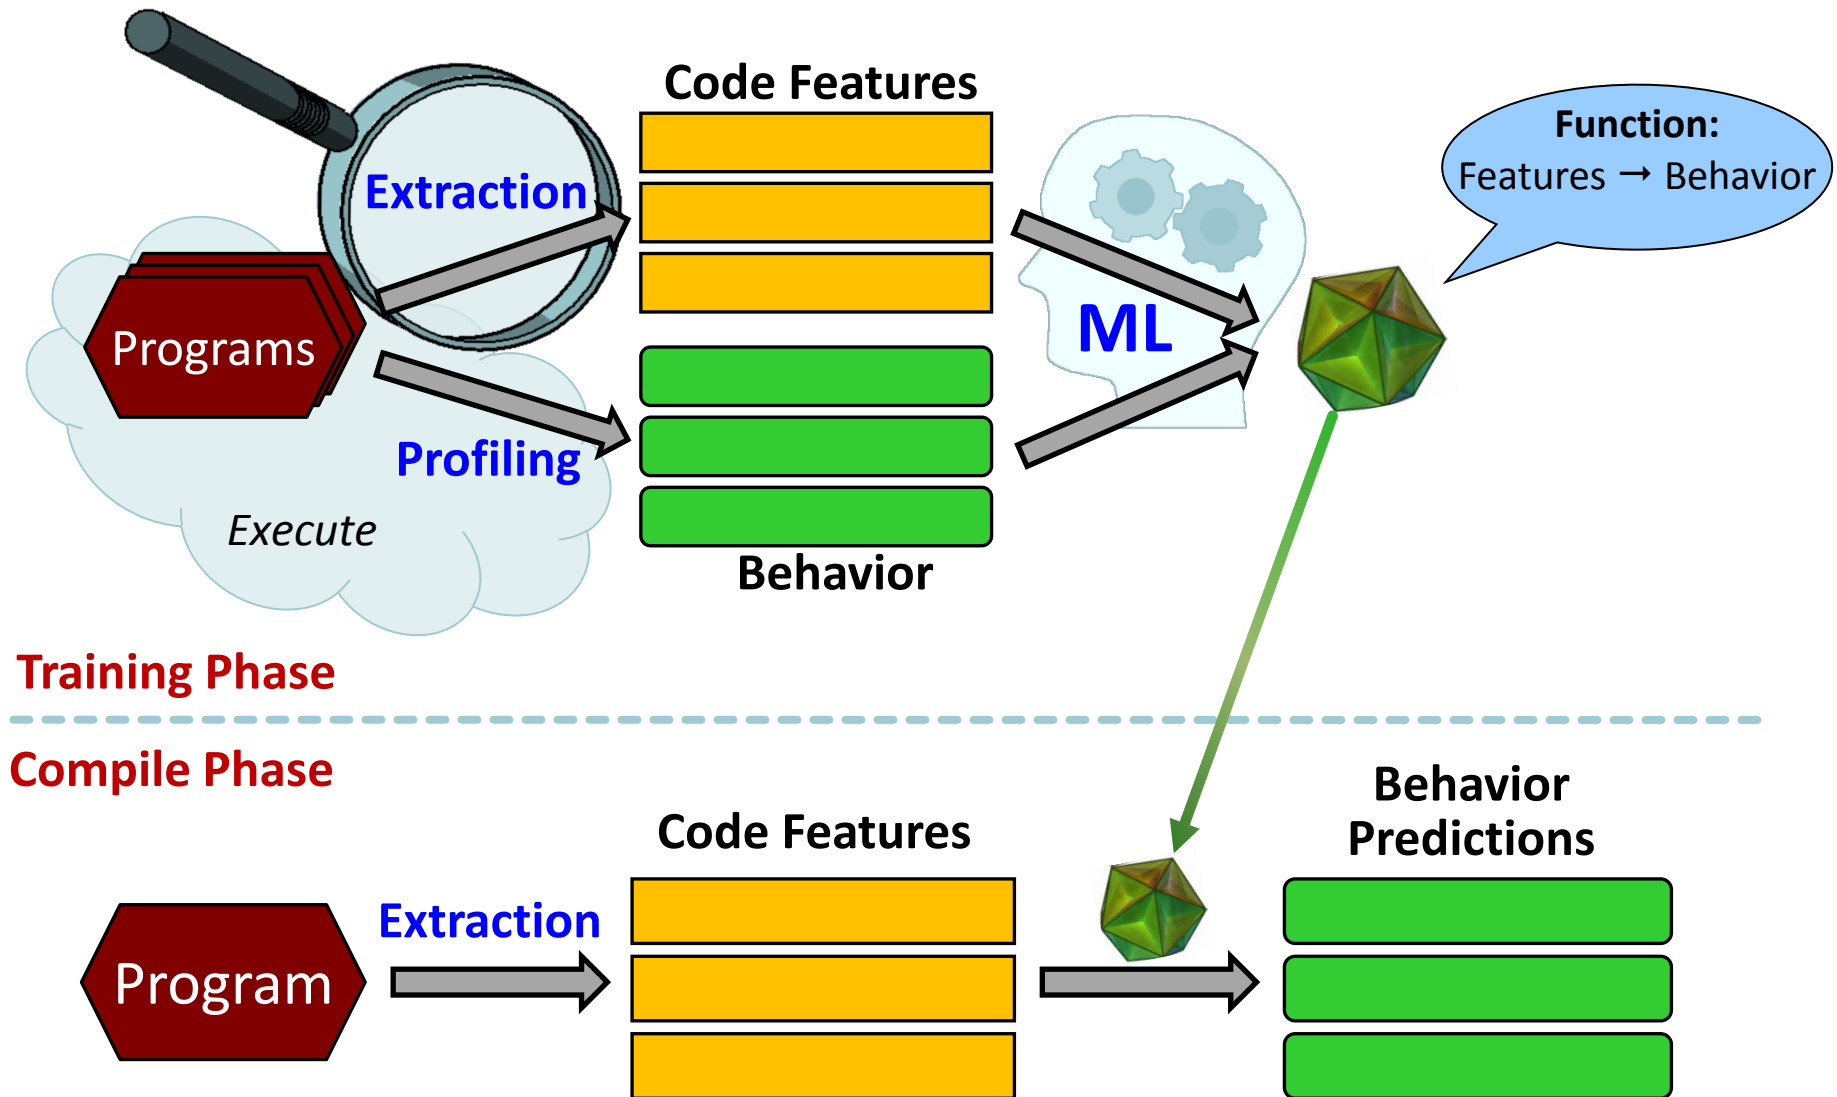 Code Features
Function:
Features → Behavior
Extraction
Programs
ML
Profiling
Execute
Behavior
Training Phase
Compile Phase
Behavior
Predictions
Code Features
Extraction
Program